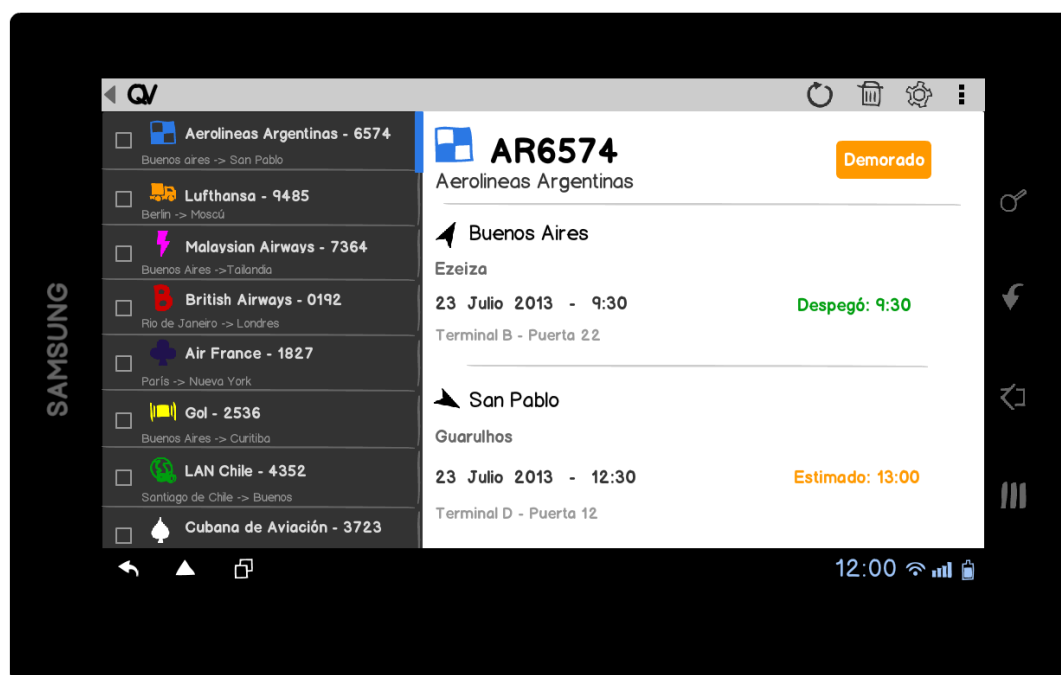 SAMSUNG
QV
Aerolineas Argentinas - 6574
Buenos aires -> San Pablo
Lufthansa - 9485
Berlin -> Moscú
Malaysian Airways - 7364
Buenos Aires ->Tailandia
B
British Airways - 0192
Rio de Janeiro -> Londres
Air France - 1827
París -> Nueva York
Gol - 2536
Buenos Aires -> Curitiba
LAN Chile - 4352
Santiago de Chile -> Buenos
Cubana de Aviación - 3723
AR6574
Demorado
Aerolineas Argentinas
Buenos Aires
Ezeiza
23 Julio 2013 - 9:30
Despegó: 9:30
Terminal B - Puerta 22
San Pablo
Guarulhos
23 Julio 2013 - 12:30
Estimado: 13:00
Terminal D - Puerta 12
12:00